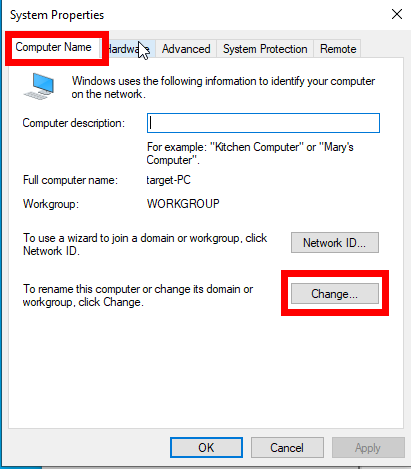 System Properties
Computer Name Hardware Advanced System Protection Remote
Windows uses the following information to identify your computer
on the network.
Computer description:
For example: "Kitchen Computer" or "Mary's
Computer".
Full computer name: target-PC
Workgroup: WORKGROUP
To use a wizard to join a domain or workgroup, click
Network ID.
Network ID...
To rename this computer or change its domain or
workgroup, click Change.
Change...
OK Cancel Apply